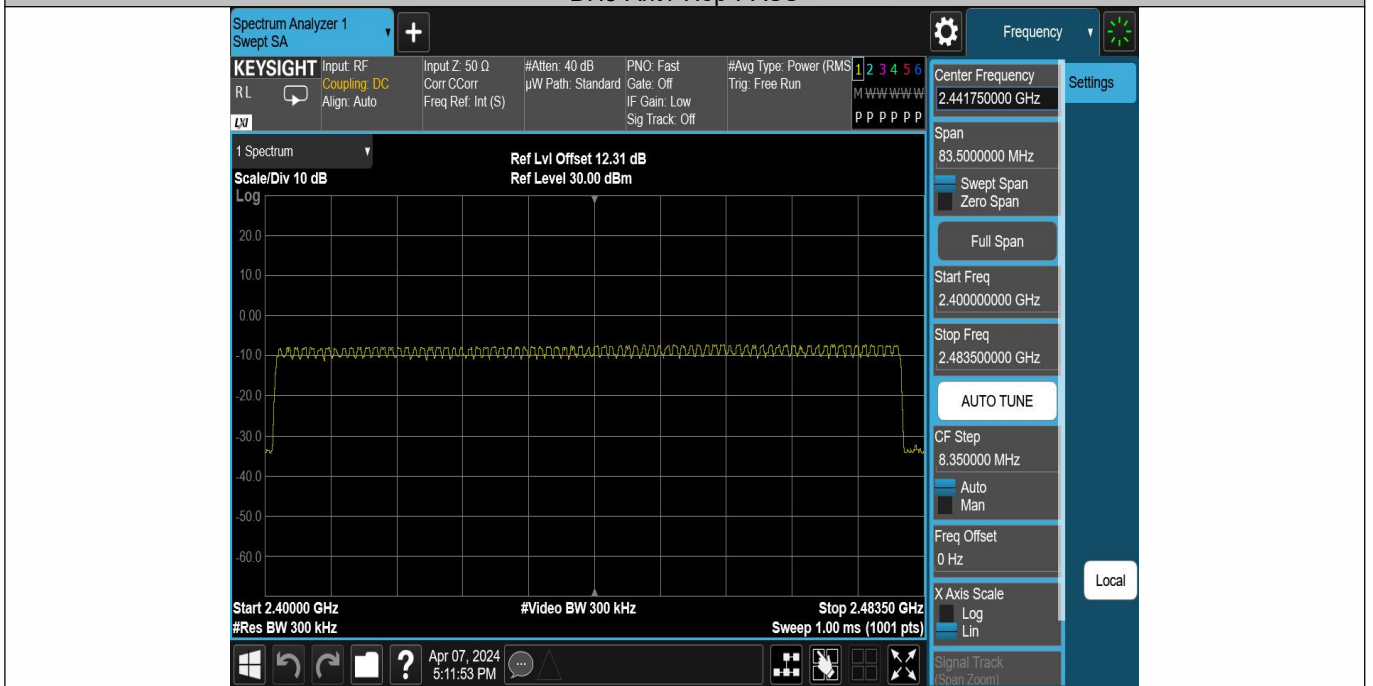 Spectrum Analyzer 1
Swept SA
Frequency
KEYSIGHT
RL
LXI
Input: RF
Coupling: DC
Align: Auto
Input Z: 50 Ω
Corr CCorr
Freq Ref: Int (S)
#Atten: 40 dB
µW Path: Standard
PNO: Fast
Gate: Off
IF Gain: Low
Sig Track: Off
#Avg Type: Power (RMS
Trig: Free Run
1 2 3 4 5 6
M W W W W W
P P P P P P
1 Spectrum
Scale/Div 10 dB
Ref Lvl Offset 12.31 dB
Ref Level 30.00 dBm
Log
20.0
10.0
0.00
-10.0
-20.0
-30.0
-40.0
-50.0
-60.0
Start 2.40000 GHz
#Res BW 300 kHz
#Video BW 300 kHz
Stop 2.48350 GHz
Sweep 1.00 ms (1001 pts)
Apr 07, 2024
5:11:53 PM
?
Center Frequency
2.441750000 GHz
Settings
Span
83.5000000 MHz
Swept Span
Zero Span
Full Span
Start Freq
2.400000000 GHz
Stop Freq
2.483500000 GHz
AUTO TUNE
CF Step
8.350000 MHz
Auto
Man
Freq Offset
0 Hz
Local
X Axis Scale
Log
Lin
Signal Track
(Span Zoom)